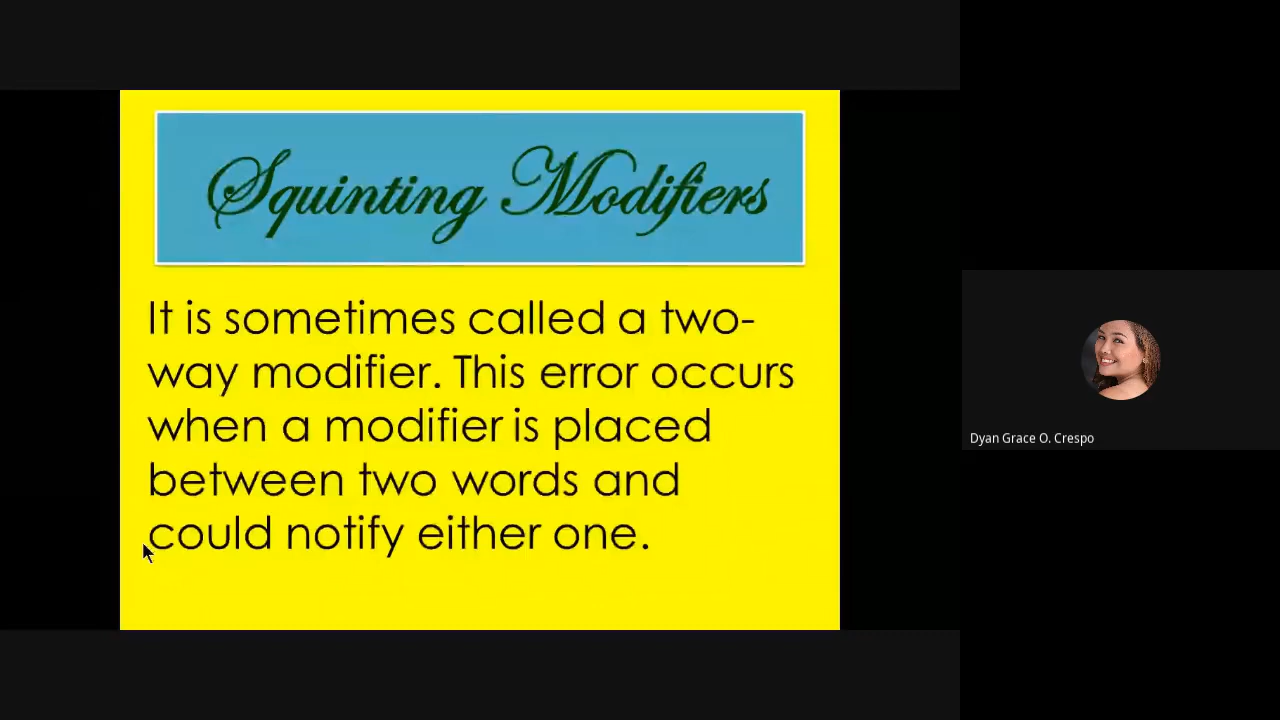 Squinting Modifiers
It is sometimes called a two-
way modifier. This error occurs
when a modifier is placed
between two words and
could notify either one.
Dyan Grace O. Crespo